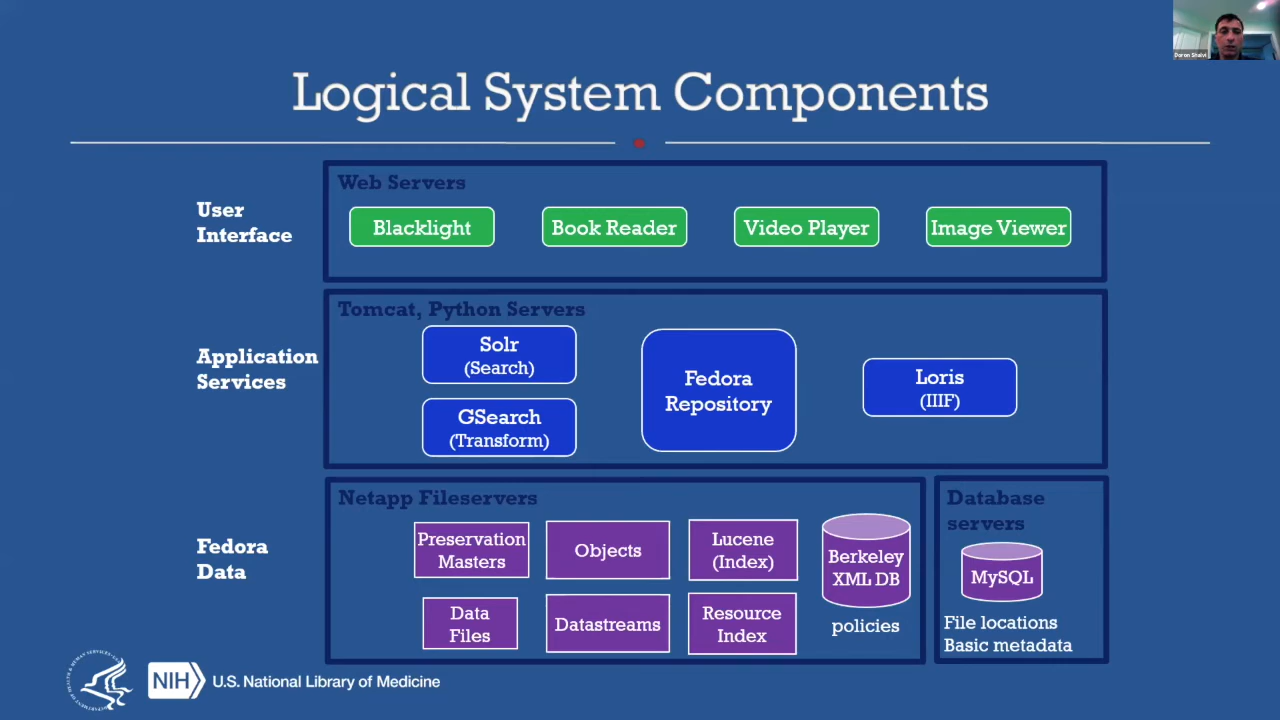 Doron Shalvi
Logical System Components
User
Interface
Web Servers
Blacklight
Book Reader
Video Player
Image Viewer
Application
Services
Tomcat, Python Servers
Solr
(Search)
GSearch
(Transform)
Fedora
Repository
Loris
(IIIF)
Fedora
Data
Netapp Fileservers
Preservation
Masters
Objects
Lucene
(Index)
Berkeley
XML DB
Data
Files
Datastreams
Resource
Index
policies
Database
servers
MySQL
File locations
Basic metadata
NIH
U.S. National Library of Medicine